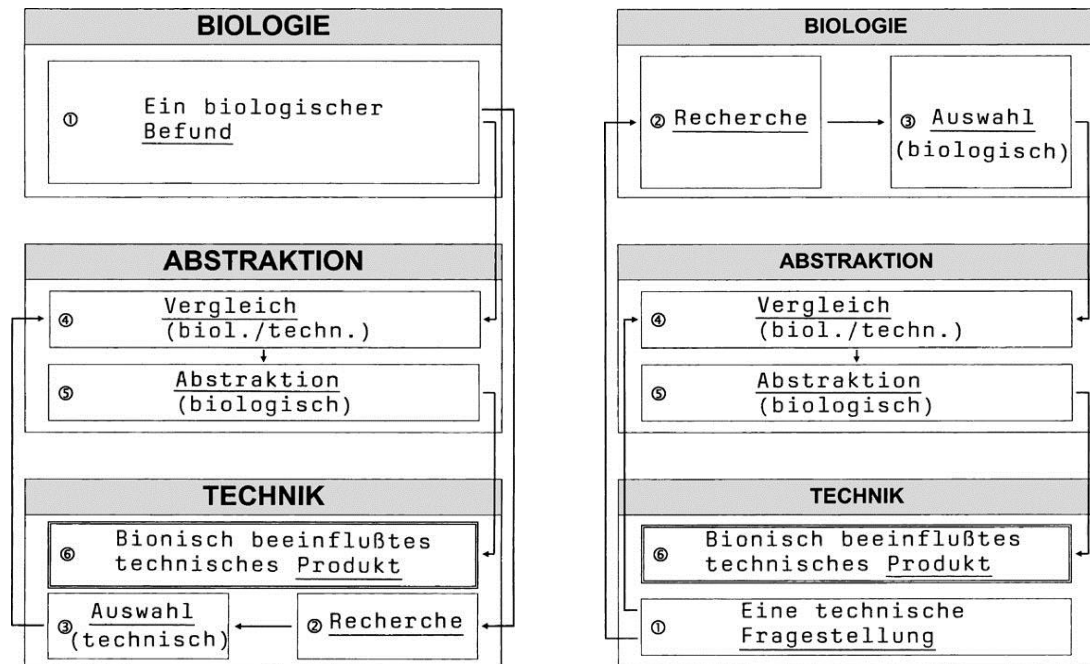 BIOLOGIE
① Ein biologischer
Befund
ABSTRAKTION
④ Vergleich
(biol./techn.)
⑤ Abstraktion
(biologisch)
TECHNIK
⑥ Bionisch beeinflußtes
technisches Produkt
③ Auswahl
(technisch)
② Recherche
BIOLOGIE
② Recherche
③ Auswahl
(biologisch)
ABSTRAKTION
④ Vergleich
(biol./techn.)
⑤ Abstraktion
(biologisch)
TECHNIK
⑥ Bionisch beeinflußtes
technisches Produkt
① Eine technische
Fragestellung